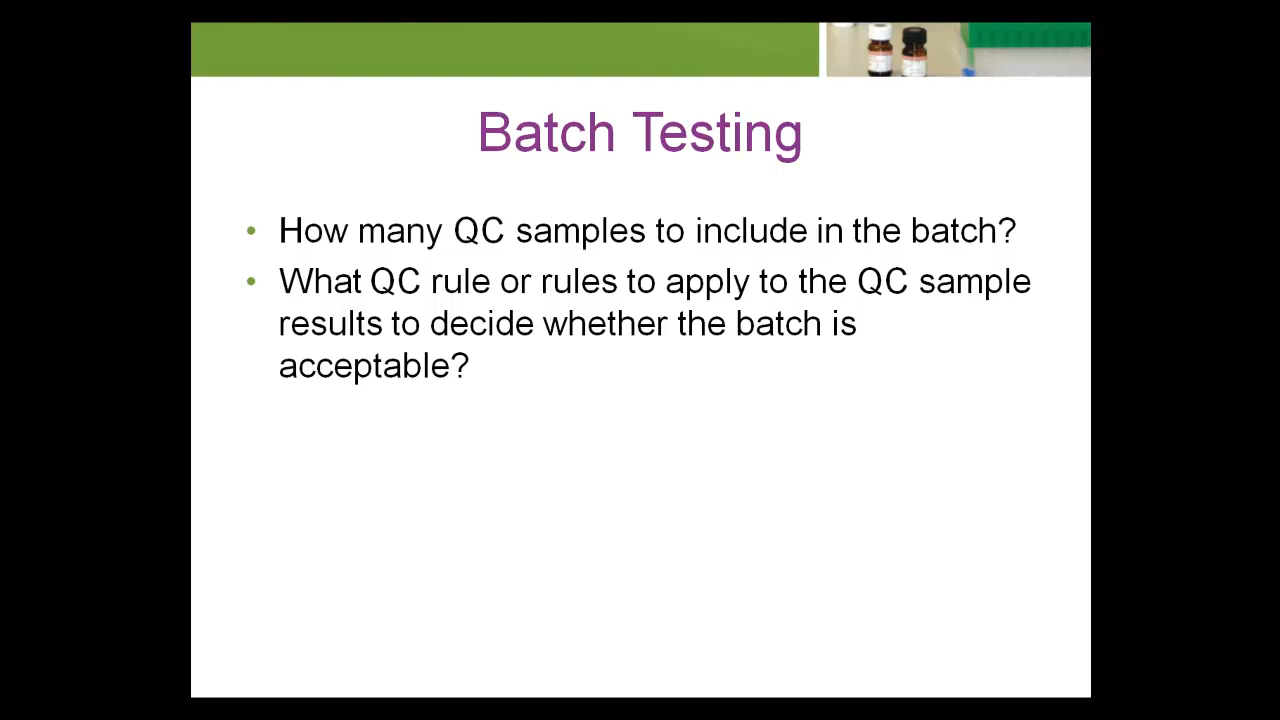 Batch Testing
• How many QC samples to include in the batch?
• What QC rule or rules to apply to the QC sample
results to decide whether the batch is
acceptable?